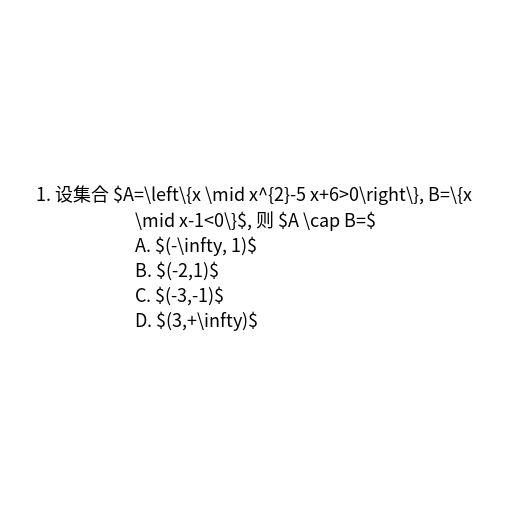 1. 设集合 $A=\left\{x \mid x^{2}-5 x+6>0\right\}, B=\{x
\mid x-1<0\}$, 则 $A \cap B=$
A. $(-\infty, 1)$
B. $(-2,1)$
C. $(-3,-1)$
D. $(3,+\infty)$